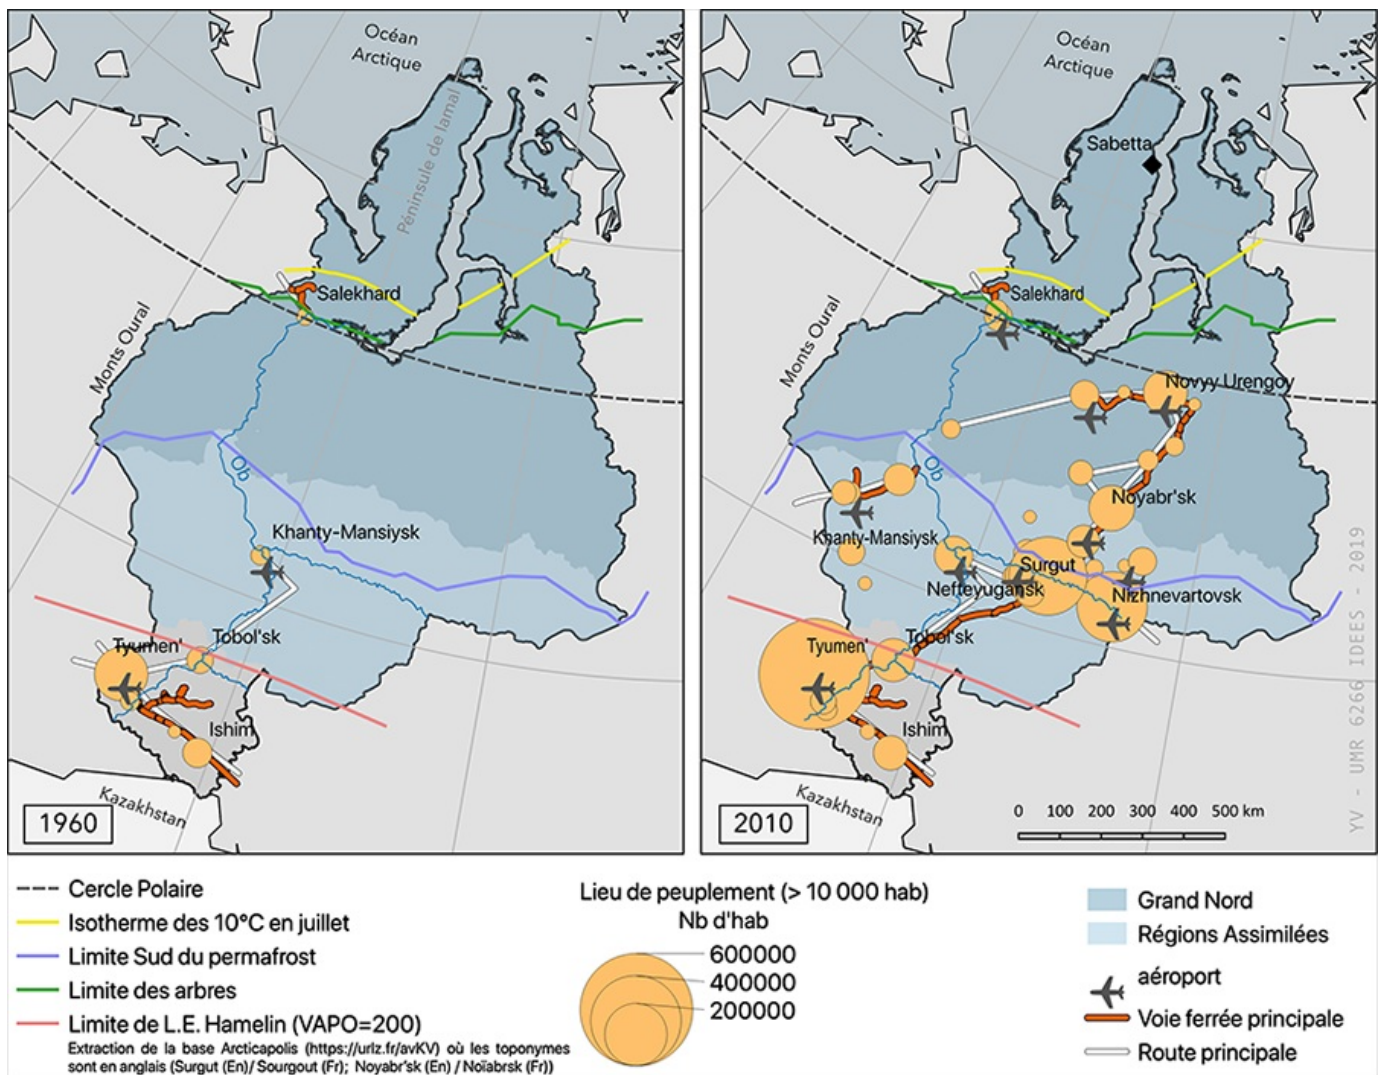 Océan
Arctique
Péninsule de Iamal
Salekhard
Monts Oural
Ob
Khanty-Mansiysk
Tobol'sk
Tyumen'
Ishim
Kazakhstan
1960
Océan
Arctique
Sabetta
Salekhard
Monts Oural
Novyy Urengoy
Ob
Noyabr'sk
Khanty-Mansiysk
Surgut
Nefteyugansk
Nizhnevartovsk
Tobol'sk
Tyumen'
Ishim
Kazakhstan
2010
0 100 200 300 400 500 km
YV - UMR 6266 IDEES - 2019
Cercle Polaire
Isotherme des 10°C en juillet
Limite Sud du permafrost
Limite des arbres
Limite de L.E. Hamelin (VAPO=200)
Extraction de la base Arcticapolis (https://urlz.fr/avKV) où les toponymes
sont en anglais (Surgut (En)/ Sourgout (Fr); Noyabr'sk (En) / Noïabrsk (Fr))
Lieu de peuplement (> 10 000 hab)
Nb d'hab
600000
400000
200000
Grand Nord
Régions Assimilées
aéroport
Voie ferrée principale
Route principale